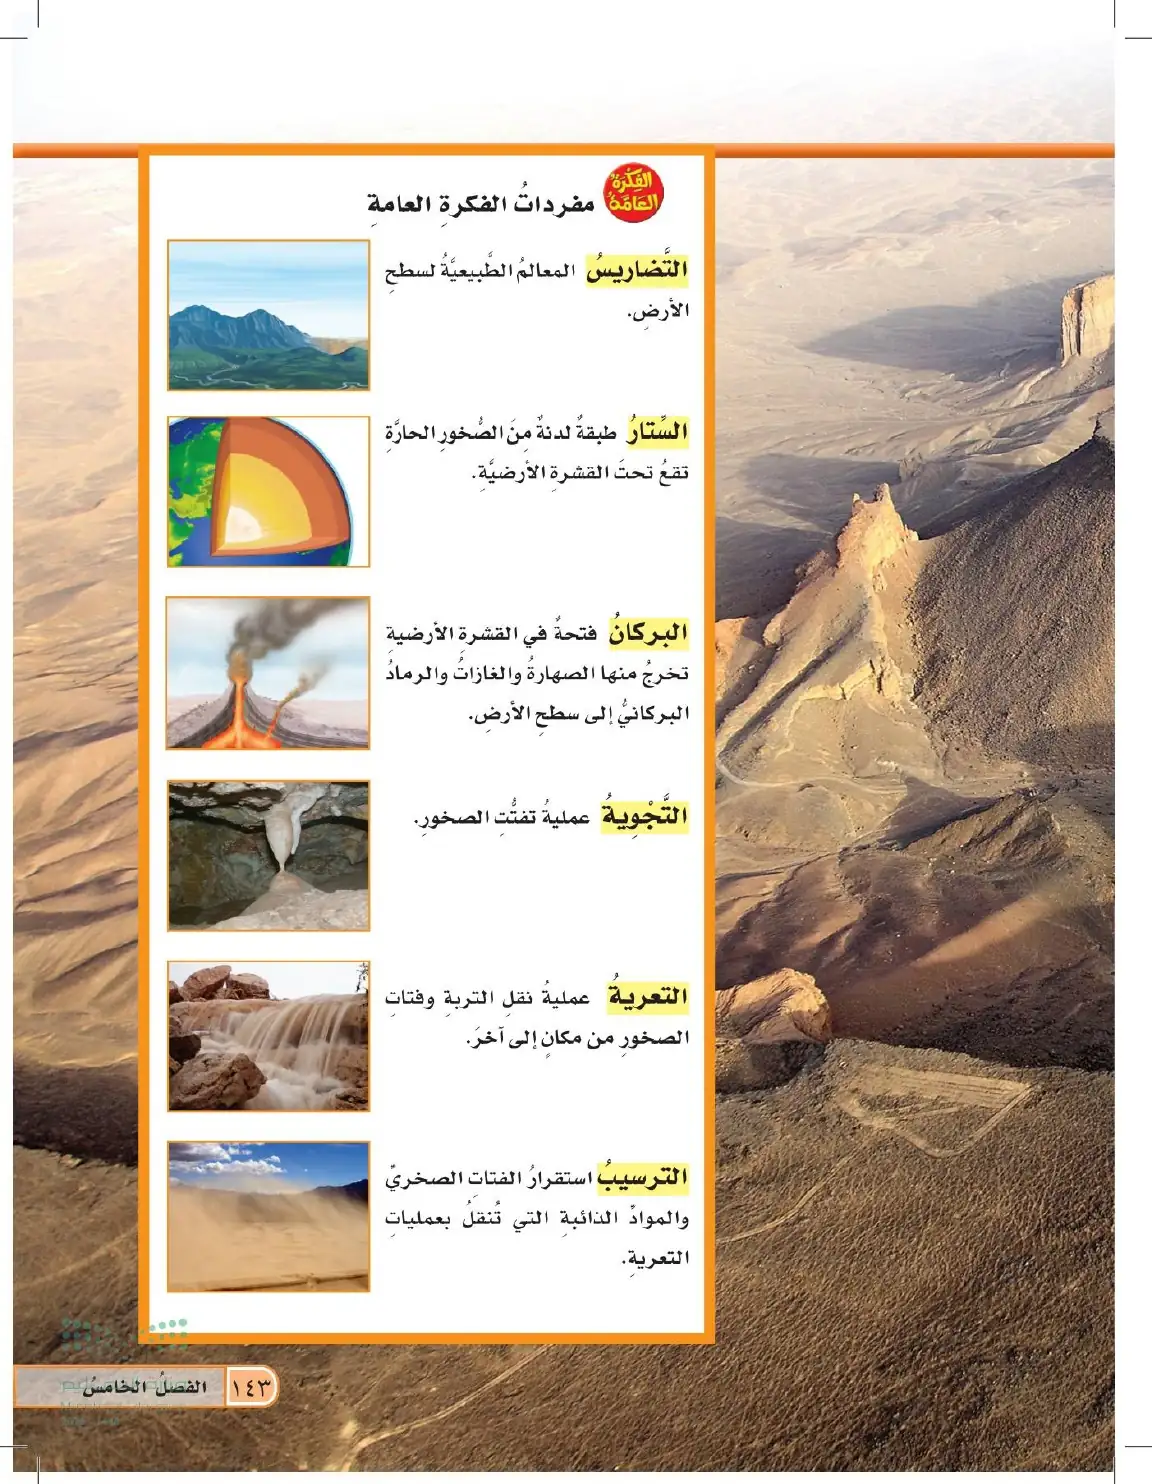 الفِكْرَةُ
العَامَّةُ
مفرداتُ الفكرةِ العامةِ
التَّضاريسُ المعالمُ الطَّبيعيَّةُ لسطحِ
الأرضِ.
السِّتارُ طبقةٌ لدنةٌ منَ الصُّخورِ الحارَّةِ
تقعُ تحتَ القشرةِ الأرضيَّةِ.
البركانُ فتحةٌ في القشرةِ الأرضيةِ
تخرجُ منها الصهارةُ والغازاتُ والرمادُ
البركانيُّ إلى سطحِ الأرضِ.
التَّجْوِيةُ عمليةُ تفتُّتِ الصخورِ.
التعريةُ عمليةُ نقلِ التربةِ وفتاتِ
الصخورِ من مكانٍ إلى آخرَ.
الترسيبُ استقرارُ الفتاتِ الصخريِّ
والموادِّ الذائبةِ التي تُنقلُ بعملياتِ
التعريةِ.
الفصلُ الخامسُ ١٤٣